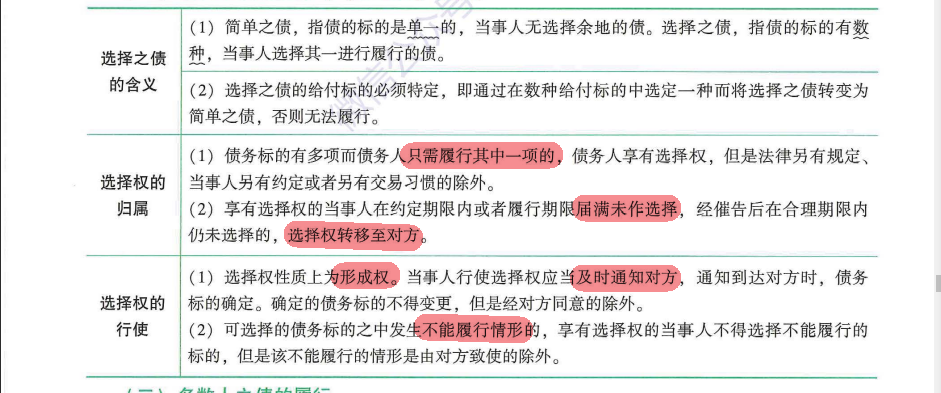 (1) 简单之债，指债的标的是单一的，当事人无选择余地的债。选择之债，指债的标的有数
种，当事人选择其一进行履行的债。
选择之债
的含义
(2) 选择之债的给付标的必须特定，即通过在数种给付标的中选定一种而将选择之债转变为
简单之债，否则无法履行。
(1) 债务标的有多项而债务人只需履行其中一项的，债务人享有选择权，但是法律另有规定、
当事人另有约定或者另有交易习惯的除外。
选择权的
归属
(2) 享有选择权的当事人在约定期限内或者履行期限届满未作选择，经催告后在合理期限内
仍未选择的，选择权转移至对方。
(1) 选择权性质上为形成权。当事人行使选择权应当及时通知对方，通知到达对方时，债务
标的确定。确定的债务标的不得变更，但是经对方同意的除外。
选择权的
行使
(2) 可选择的债务标的之中发生不能履行情形的，享有选择权的当事人不得选择不能履行的
标的，但是该不能履行的情形是由对方致使的除外。
微信公众号